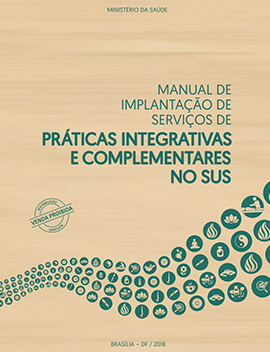 MINISTÉRIO DA SAÚDE
MANUAL DE
IMPLANTAÇÃO DE
SERVIÇOS DE
PRÁTICAS INTEGRATIVAS
E COMPLEMENTARES
NO SUS
VENDA PROIBIDA
BRASÍLIA – DF / 2018